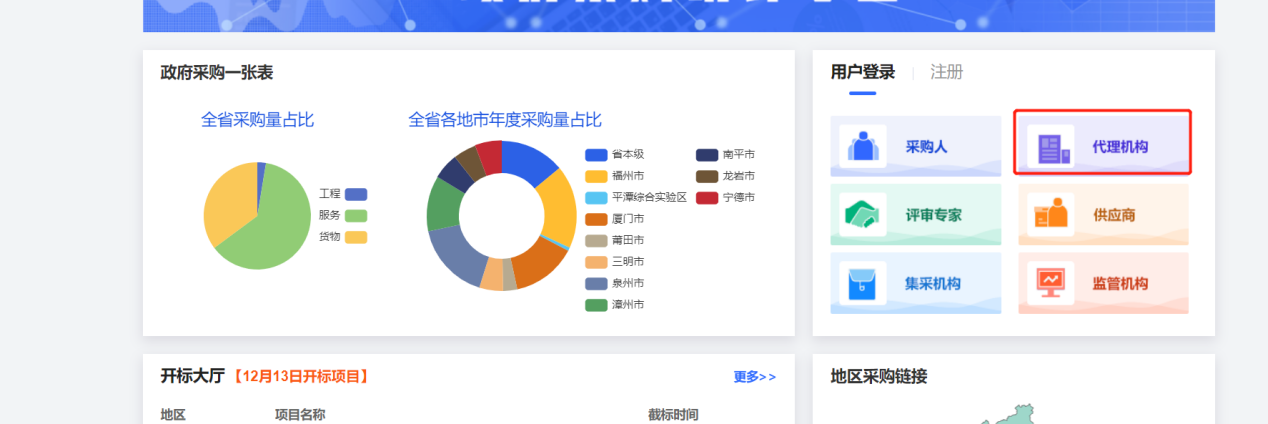 政府采购一张表
全省采购量占比
工程
服务
货物
全省各地市年度采购量占比
省本级
福州市
平潭综合实验区
厦门市
莆田市
三明市
泉州市
漳州市
南平市
龙岩市
宁德市
用户登录 注册
采购人 代理机构
评审专家 供应商
集采机构 监管机构
开标大厅【12月13日开标项目】 更多>>
地区 项目名称 截标时间
地区采购链接